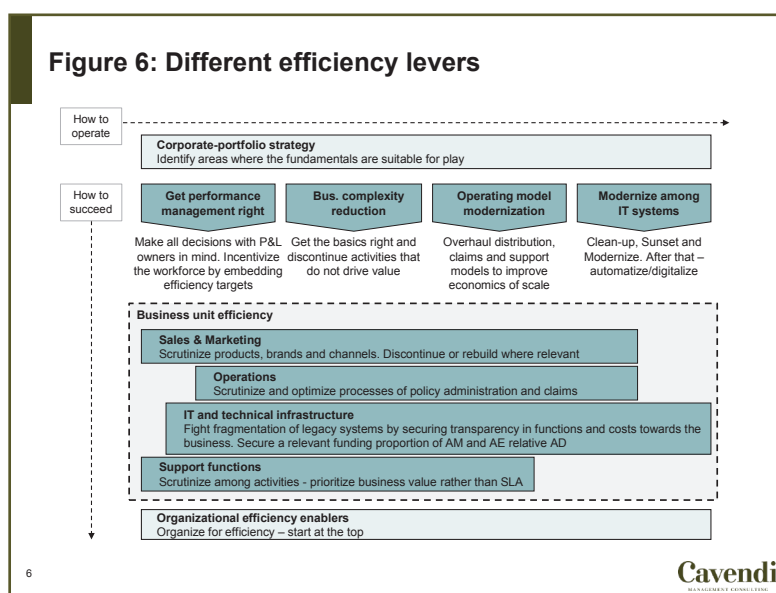 Figure 6: Different efficiency levers
How to
operate
Corporate-portfolio strategy
Identify areas where the fundamentals are suitable for play
How to
succeed
Get performance
management right
Bus. complexity
reduction
Operating model
modernization
Modernize among
IT systems
Make all decisions with P&L
owners in mind. Incentivize
the workforce by embedding
efficiency targets
Get the basics right and
discontinue activities that
do not drive value
Overhaul distribution,
claims and support
models to improve
economics of scale
Clean-up, Sunset and
Modernize. After that –
automatize/digitalize
Business unit efficiency
Sales & Marketing
Scrutinize products, brands and channels. Discontinue or rebuild where relevant
Operations
Scrutinize and optimize processes of policy administration and claims
IT and technical infrastructure
Fight fragmentation of legacy systems by securing transparency in functions and costs towards the
business. Secure a relevant funding proportion of AM and AE relative AD
Support functions
Scrutinize among activities - prioritize business value rather than SLA
Organizational efficiency enablers
Organize for efficiency – start at the top
6
Cavendi
MANAGEMENT CONSULTING